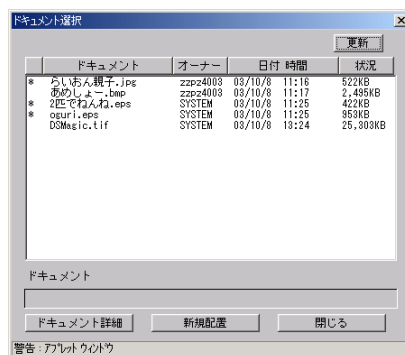 ドキュメント選択
更新
ドキュメント オーナー 日付 時間 状況
* らいおん親子.jpg zzpz4003 03/10/8 11:16 522KB
あめしょー.bmp zzpz4003 03/10/8 11:17 2,495KB
* 2匹でねんね.eps SYSTEM 03/10/8 11:25 422KB
* oguri.eps SYSTEM 03/10/8 11:25 953KB
DSMagic.tif SYSTEM 03/10/8 13:24 25,303KB
ドキュメント
ドキュメント詳細 新規配置 閉じる
警告 : アプレット ウィンドウ